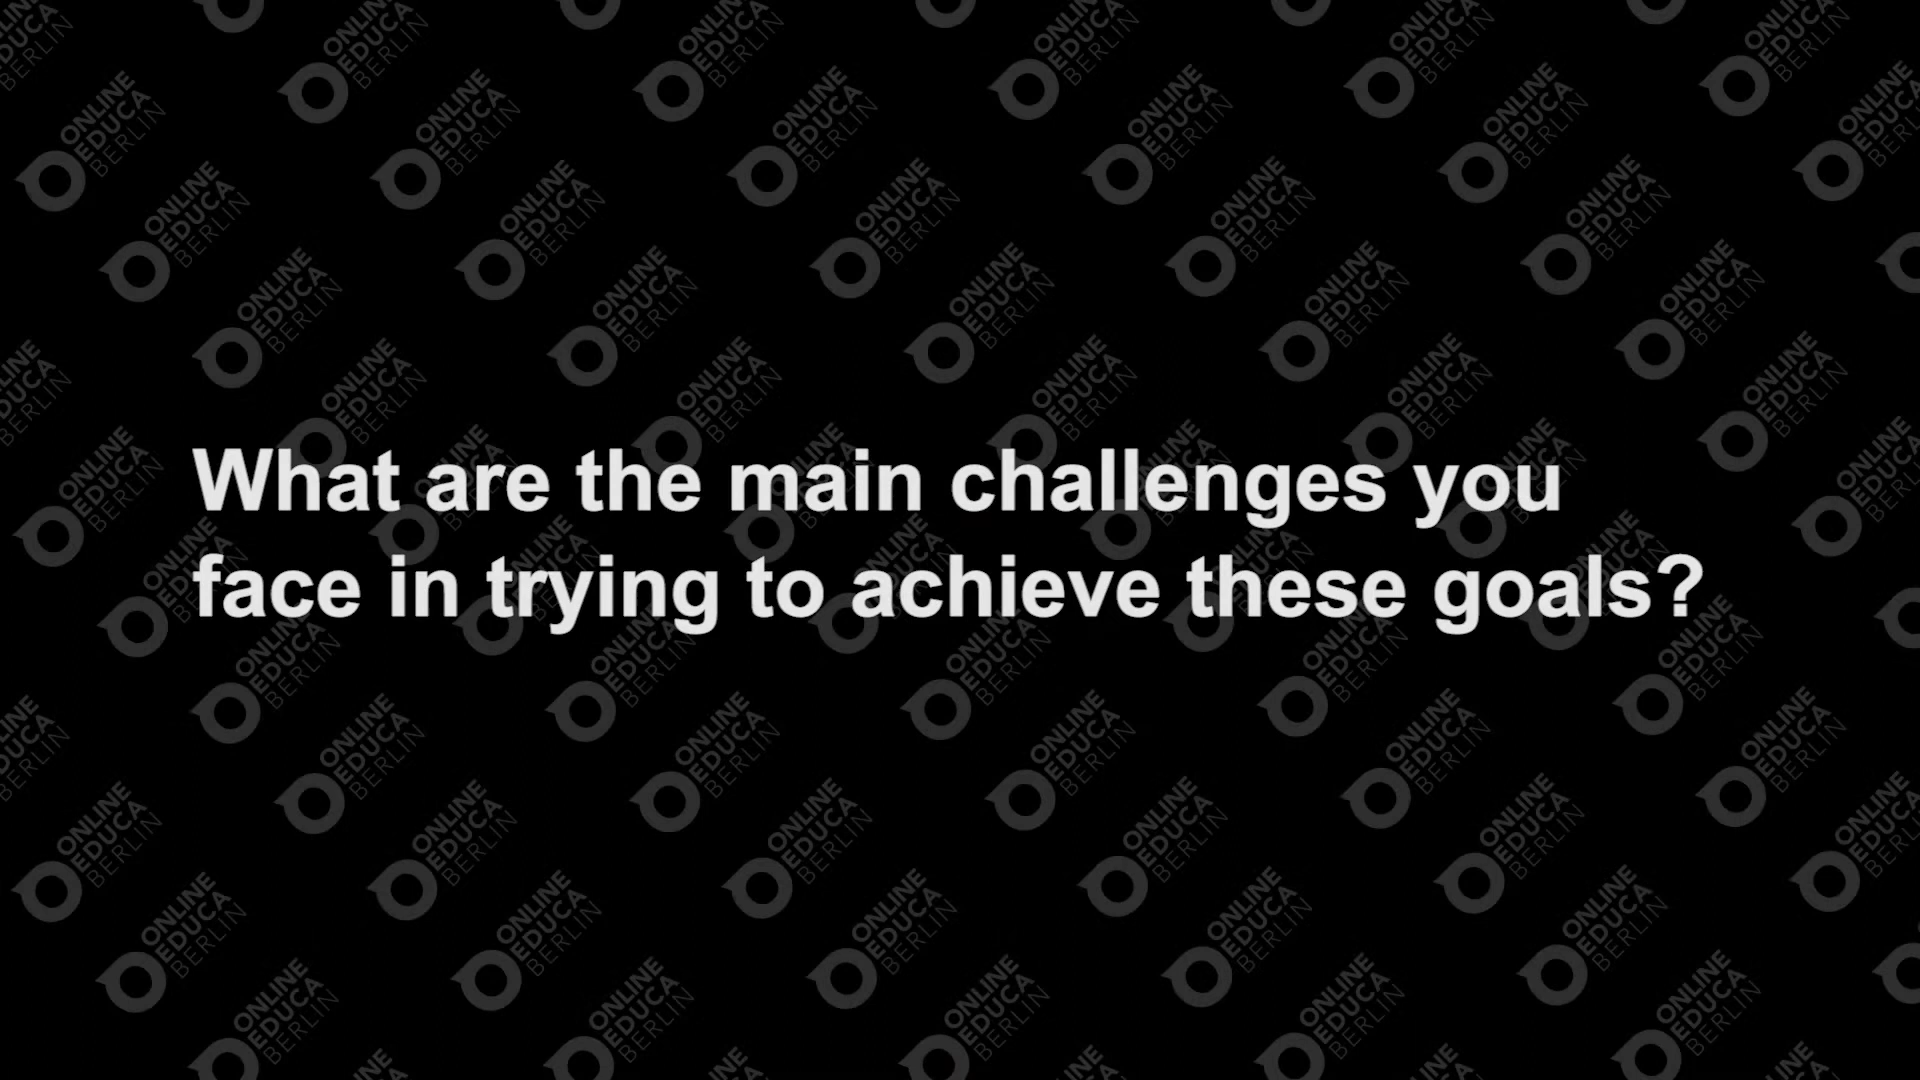 What are the main challenges you
face in trying to achieve these goals?
ONLINE
EDUCA
BERLIN